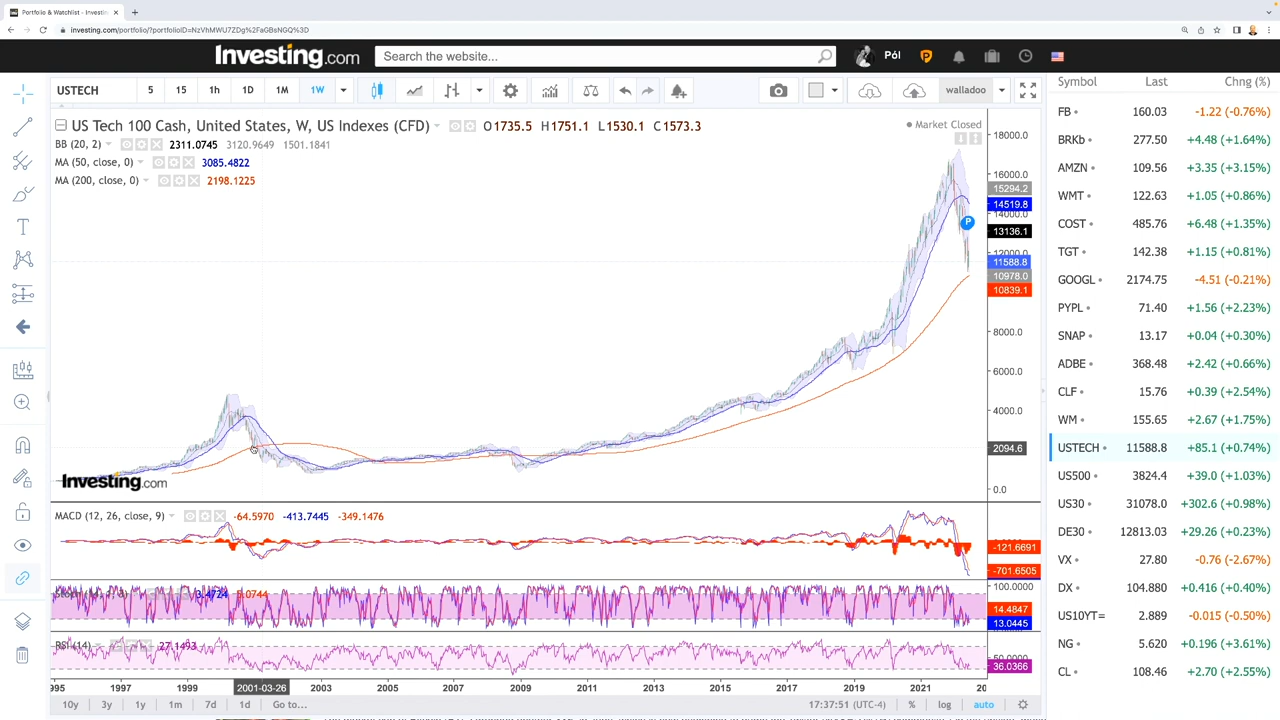 Portfolio & Watchlist - Investin
investing.com/portfolio/?portfolioID=NzVhMWU7ZDg%2FaGBsNGQ%3D
Investing.com
Search the website...
Pól
USTECH 5 15 1h 1D 1M 1W
walladoo
US Tech 100 Cash, United States, W, US Indexes (CFD) O1735.5 H1751.1 L1530.1 C1573.3
Market Closed
BB (20, 2) 2311.0745 3120.9649 1501.1841
MA (50, close, 0) 3085.4822
MA (200, close, 0) 2198.1225
18000.0
16000.0
15294.2
14519.8
14000.0
P
13136.1
12000.0
11588.8
10978.0
10839.1
8000.0
6000.0
4000.0
2094.6
0.0
Investing.com
MACD (12, 26, close, 9) -64.5970 -413.7445 -349.1476
-121.6691
-701.6505
3.4724 5.0744
100.0000
14.4847
13.0445
RSI (14) 27.1493
50.0000
36.0366
995 1997 1999 2001-03-26 2003 2005 2007 2009 2011 2013 2015 2017 2019 2021 20
10y 3y 1y 1m 7d 1d Go to... 17:37:51 (UTC-4) % log auto
Symbol Last Chng (%)
FB 160.03 -1.22 (-0.76%)
BRKb 277.50 +4.48 (+1.64%)
AMZN 109.56 +3.35 (+3.15%)
WMT 122.63 +1.05 (+0.86%)
COST 485.76 +6.48 (+1.35%)
TGT 142.38 +1.15 (+0.81%)
GOOGL 2174.75 -4.51 (-0.21%)
PYPL 71.40 +1.56 (+2.23%)
SNAP 13.17 +0.04 (+0.30%)
ADBE 368.48 +2.42 (+0.66%)
CLF 15.76 +0.39 (+2.54%)
WM 155.65 +2.67 (+1.75%)
USTECH 11588.8 +85.1 (+0.74%)
US500 3824.4 +39.0 (+1.03%)
US30 31078.0 +302.6 (+0.98%)
DE30 12813.03 +29.26 (+0.23%)
VX 27.80 -0.76 (-2.67%)
DX 104.880 +0.416 (+0.40%)
US10YT= 2.889 -0.015 (-0.50%)
NG 5.620 +0.196 (+3.61%)
CL 108.46 +2.70 (+2.55%)